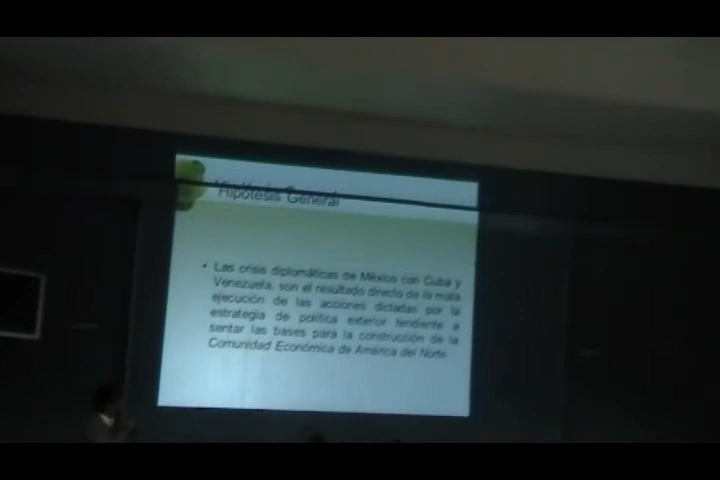 Hipótesis General
• Las crisis diplomáticas de México con Cuba y
Venezuela, son el resultado directo de la mala
ejecución de las acciones dictadas por la
estrategia de política exterior tendiente a
sentar las bases para la construcción de la
Comunidad Económica de América del Norte.